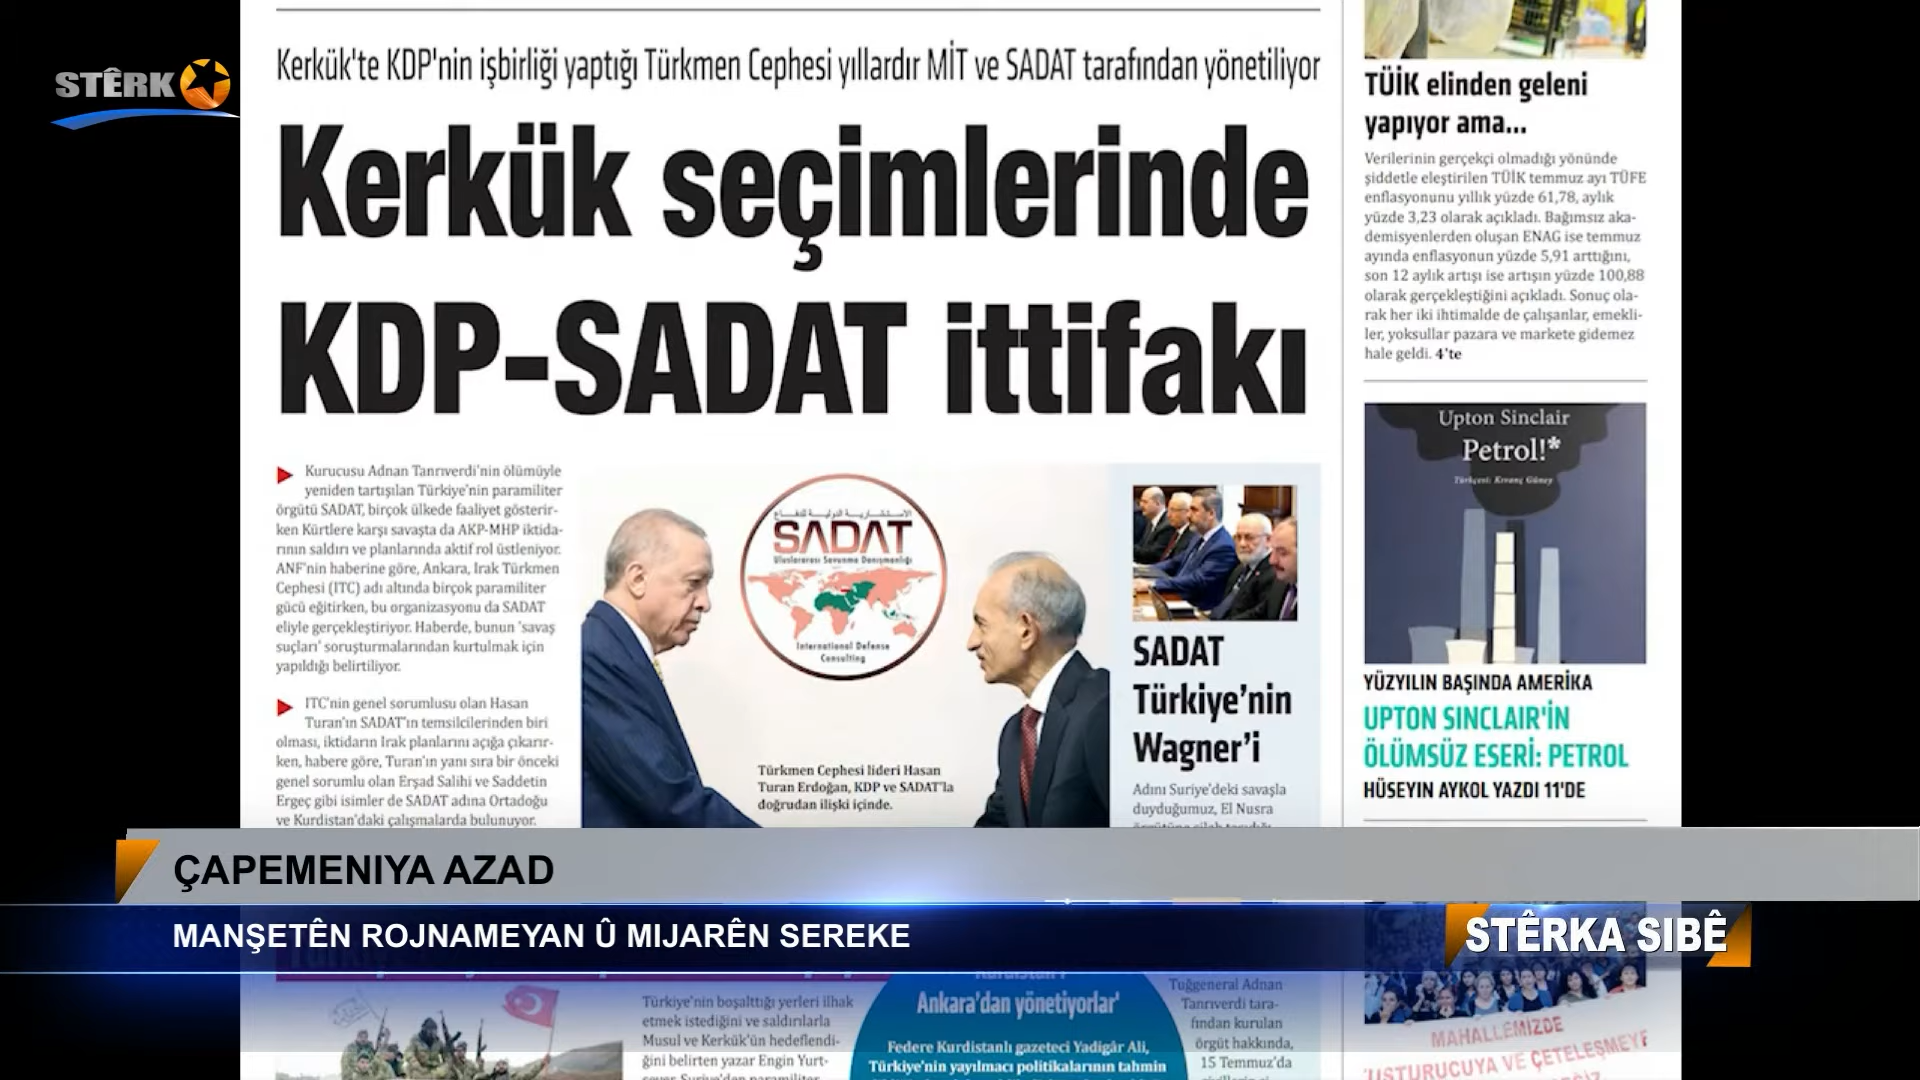 STÊRK
Kerkük'te KDP'nin işbirliği yaptığı Türkmen Cephesi yıllardır MİT ve SADAT tarafından yönetiliyor
Kerkük seçimlerinde
KDP-SADAT ittifakı
Kurucusu Adnan Tanrıverdi'nin ölümüyle
yeniden tartışılan Türkiye'nin paramiliter
örgütü SADAT, birçok ülkede faaliyet gösterir-
ken Kürtlere karşı savaşta da AKP-MHP iktida-
rının saldırı ve planlarında aktif rol üstleniyor.
ANF'nin haberine göre, Ankara, Irak Türkmen
Cephesi (ITC) adı altında birçok paramiliter
gücü eğitirken, bu organizasyonu da SADAT
eliyle gerçekleştiriyor. Haberde, bunun 'savaş
suçları' soruşturmalarından kurtulmak için
yapıldığı belirtiliyor.
ITC'nin genel sorumlusu olan Hasan
Turan'ın SADAT'ın temsilcilerinden biri
olması, iktidarın Irak planlarını açığa çıkarır-
ken, habere göre, Turan'ın yanı sıra bir önceki
genel sorumlu olan Erşad Salihi ve Saddetin
Ergeç gibi isimler de SADAT adına Ortadoğu
ve Kurdistan'daki çalışmalarda bulunuyor.
SADAT
Uluslararası Savunma Danışmanlığı
International Defense
Consulting
Türkmen Cephesi lideri Hasan
Turan Erdoğan, KDP ve SADAT'la
doğrudan ilişki içinde.
SADAT
Türkiye'nin
Wagner'i
Adını Suriye'deki savaşla
duyduğumuz, El Nusra
TÜİK elinden geleni
yapıyor ama...
Verilerinin gerçekçi olmadığı yönünde
şiddetle eleştirilen TÜİK temmuz ayı TÜFE
enflasyonunu yıllık yüzde 61,78, aylık
yüzde 3,23 olarak açıkladı. Bağımsız aka-
demisyenlerden oluşan ENAG ise temmuz
ayında enflasyonun yüzde 5,91 arttığını,
son 12 aylık artışı ise artışın yüzde 100,88
olarak gerçekleştiğini açıkladı. Sonuç ola-
rak her iki ihtimalde de çalışanlar, emekli-
ler, yoksullar pazara ve markete gidemez
hale geldi. 4'te
Upton Sinclair
Petrol!*
Türkçesi: Kıvanç Güney
YÜZYILIN BAŞINDA AMERİKA
UPTON SINCLAIR'İN
ÖLÜMSÜZ ESERİ: PETROL
HÜSEYIN AYKOL YAZDI 11'DE
ÇAPEMENIYA AZAD
MANŞETÊN ROJNAMEYAN Û MIJARÊN SEREKE
STÊRKA SIBÊ
Türkiye'nin boşalttığı yerleri ilhak
etmek istediğini ve saldırılarla
Musul ve Kerkük'ün hedeflendi-
ğini belirten yazar Engin Yurt-
sever Suriye'den paramiliter
Ankara'dan yönetiyorlar'
Federe Kurdistanlı gazeteci Yadigâr Ali,
Türkiye'nin yayılmacı politikalarının tahmin
Tuğgeneral Adnan
Tanrıverdi tara-
fından kurulan
örgüt hakkında,
15 Temmuz'da
MAHALLEMİZDE
USTURUCUYA VE ÇETELEŞMEYE